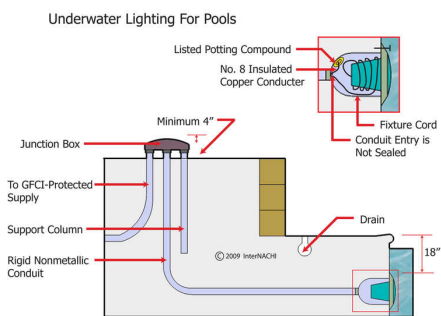 Underwater Lighting For Pools
Listed Potting Compound
No. 8 Insulated
Copper Conducter
Fixture Cord
Conduit Entry is
Not Sealed
Minimum 4"
Junction Box
To GFCI-Protected
Supply
Support Column
Rigid Nonmetallic
Conduit
Drain
18"
© 2009 InterNACHI